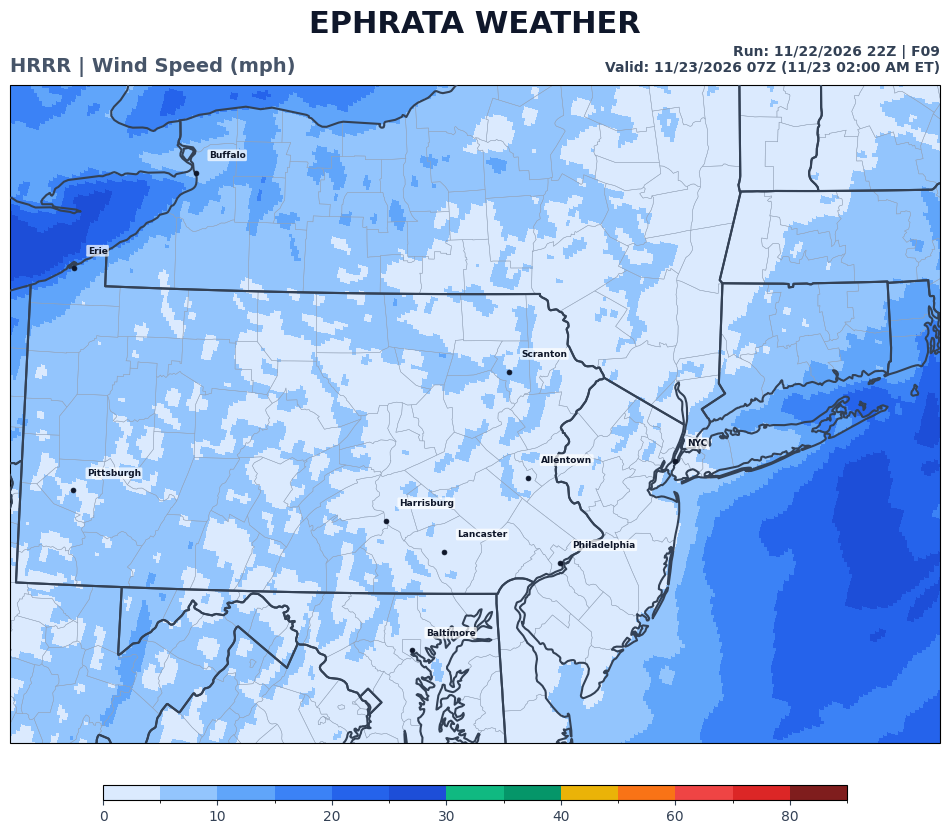 EPHRATA WEATHER
HRRR | Wind Speed (mph)
Run: 11/22/2026 22Z | F09
Valid: 11/23/2026 07Z (11/23 02:00 AM ET)
Buffalo
Erie
Scranton
NYC
Allentown
Pittsburgh
Harrisburg
Lancaster
Philadelphia
Baltimore
0 10 20 30 40 50 60 70 80